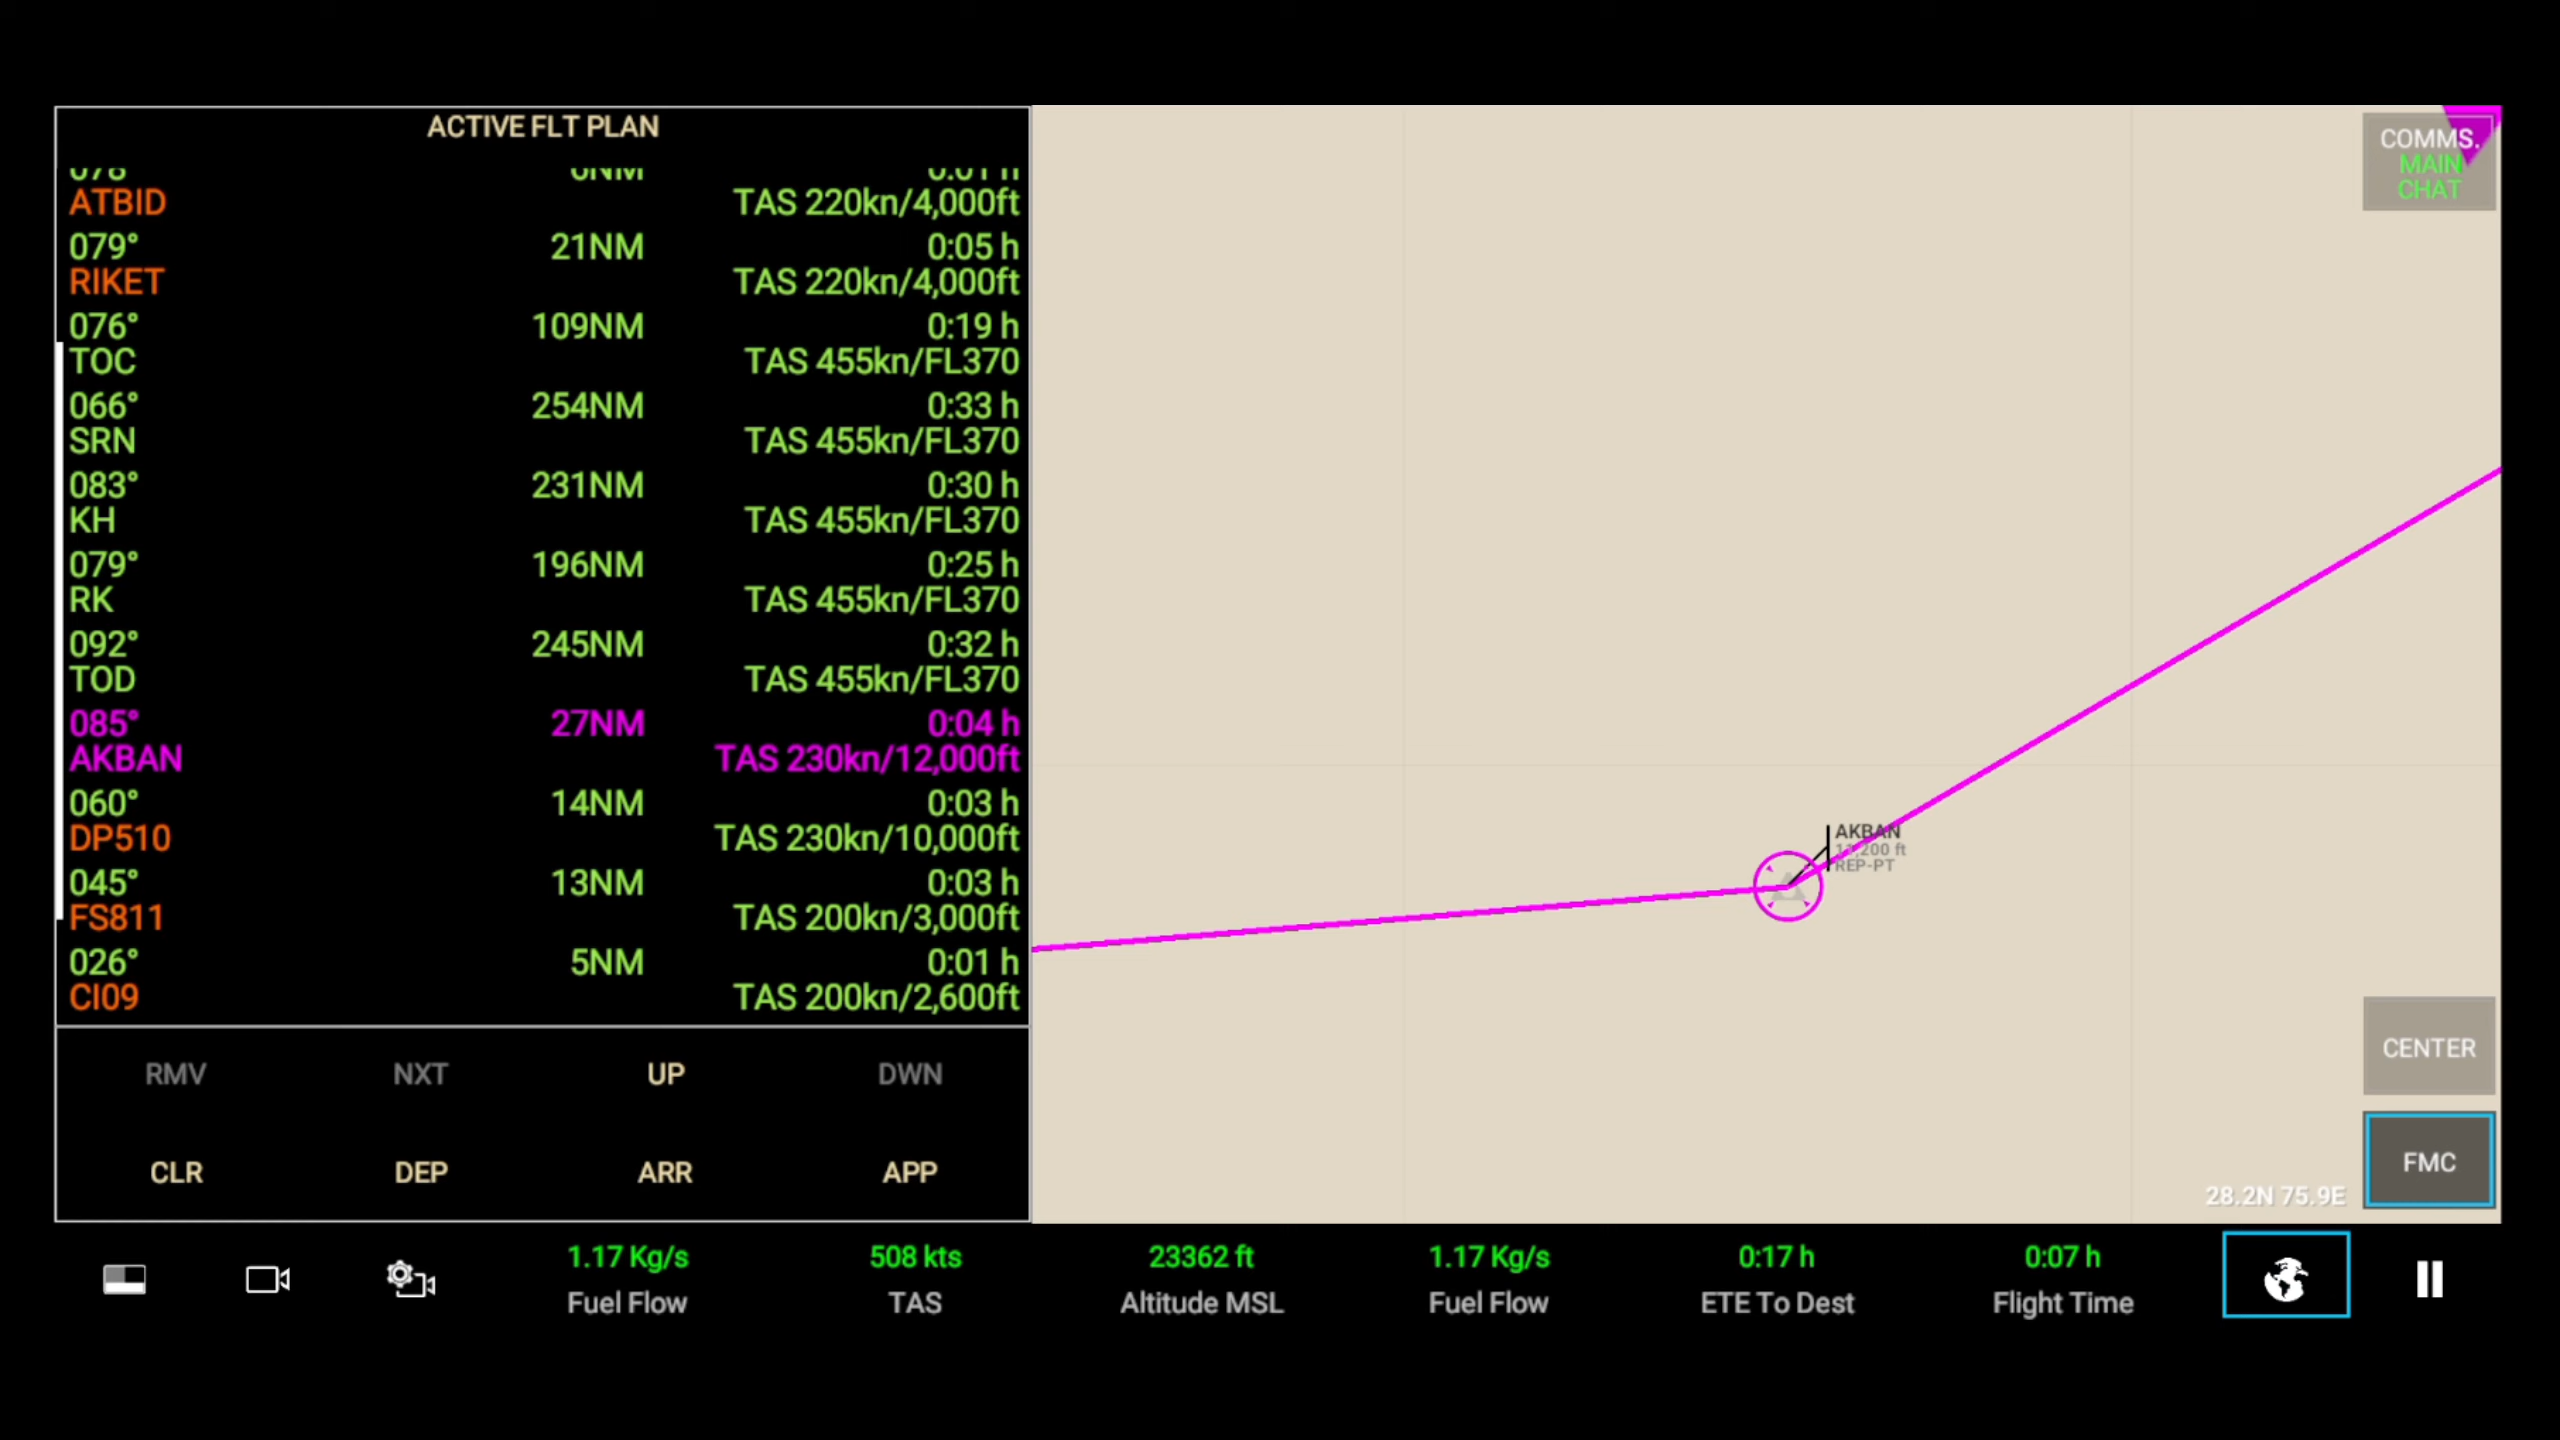 ACTIVE FLT PLAN
ATBID TAS 220kn/4,000ft
079° 21NM 0:05 h
RIKET TAS 220kn/4,000ft
076° 109NM 0:19 h
TOC TAS 455kn/FL370
066° 254NM 0:33 h
SRN TAS 455kn/FL370
083° 231NM 0:30 h
KH TAS 455kn/FL370
079° 196NM 0:25 h
RK TAS 455kn/FL370
092° 245NM 0:32 h
TOD TAS 455kn/FL370
085° 27NM 0:04 h
AKBAN TAS 230kn/12,000ft
060° 14NM 0:03 h
DP510 TAS 230kn/10,000ft
045° 13NM 0:03 h
FS811 TAS 200kn/3,000ft
026° 5NM 0:01 h
CI09 TAS 200kn/2,600ft
RMV NXT UP DWN
CLR DEP ARR APP
COMMS.
MAIN
CHAT
AKBAN
REP-PT
CENTER
FMC
28.2N 75.9E
1.17 Kg/s 508 kts 23362 ft 1.17 Kg/s 0:17 h 0:07 h
Fuel Flow TAS Altitude MSL Fuel Flow ETE To Dest Flight Time